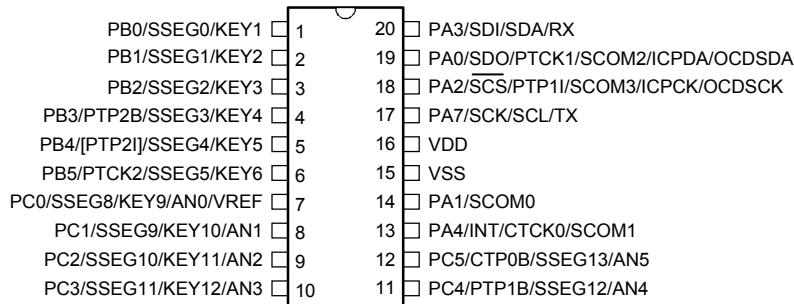 PB0/SSEG0/KEY1 1 20 PA3/SDI/SDA/RX
PB1/SSEG1/KEY2 2 19 PA0/SDO/PTCK1/SCOM2/ICPDA/OCDSDA
PB2/SSEG2/KEY3 3 18 PA2/SCS/PTP1I/SCOM3/ICPCK/OCDSCK
PB3/PTP2B/SSEG3/KEY4 4 17 PA7/SCK/SCL/TX
PB4/[PTP2I]/SSEG4/KEY5 5 16 VDD
PB5/PTCK2/SSEG5/KEY6 6 15 VSS
PC0/SSEG8/KEY9/AN0/VREF 7 14 PA1/SCOM0
PC1/SSEG9/KEY10/AN1 8 13 PA4/INT/CTCK0/SCOM1
PC2/SSEG10/KEY11/AN2 9 12 PC5/CTP0B/SSEG13/AN5
PC3/SSEG11/KEY12/AN3 10 11 PC4/PTP1B/SSEG12/AN4